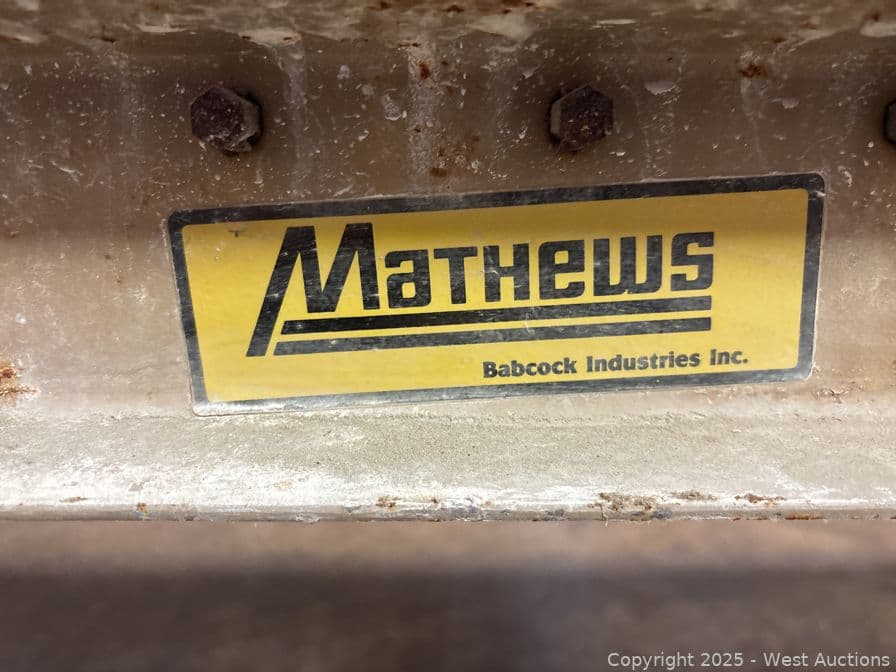 Mathews
Babcock Industries Inc.
Copyright 2025 - West Auctions